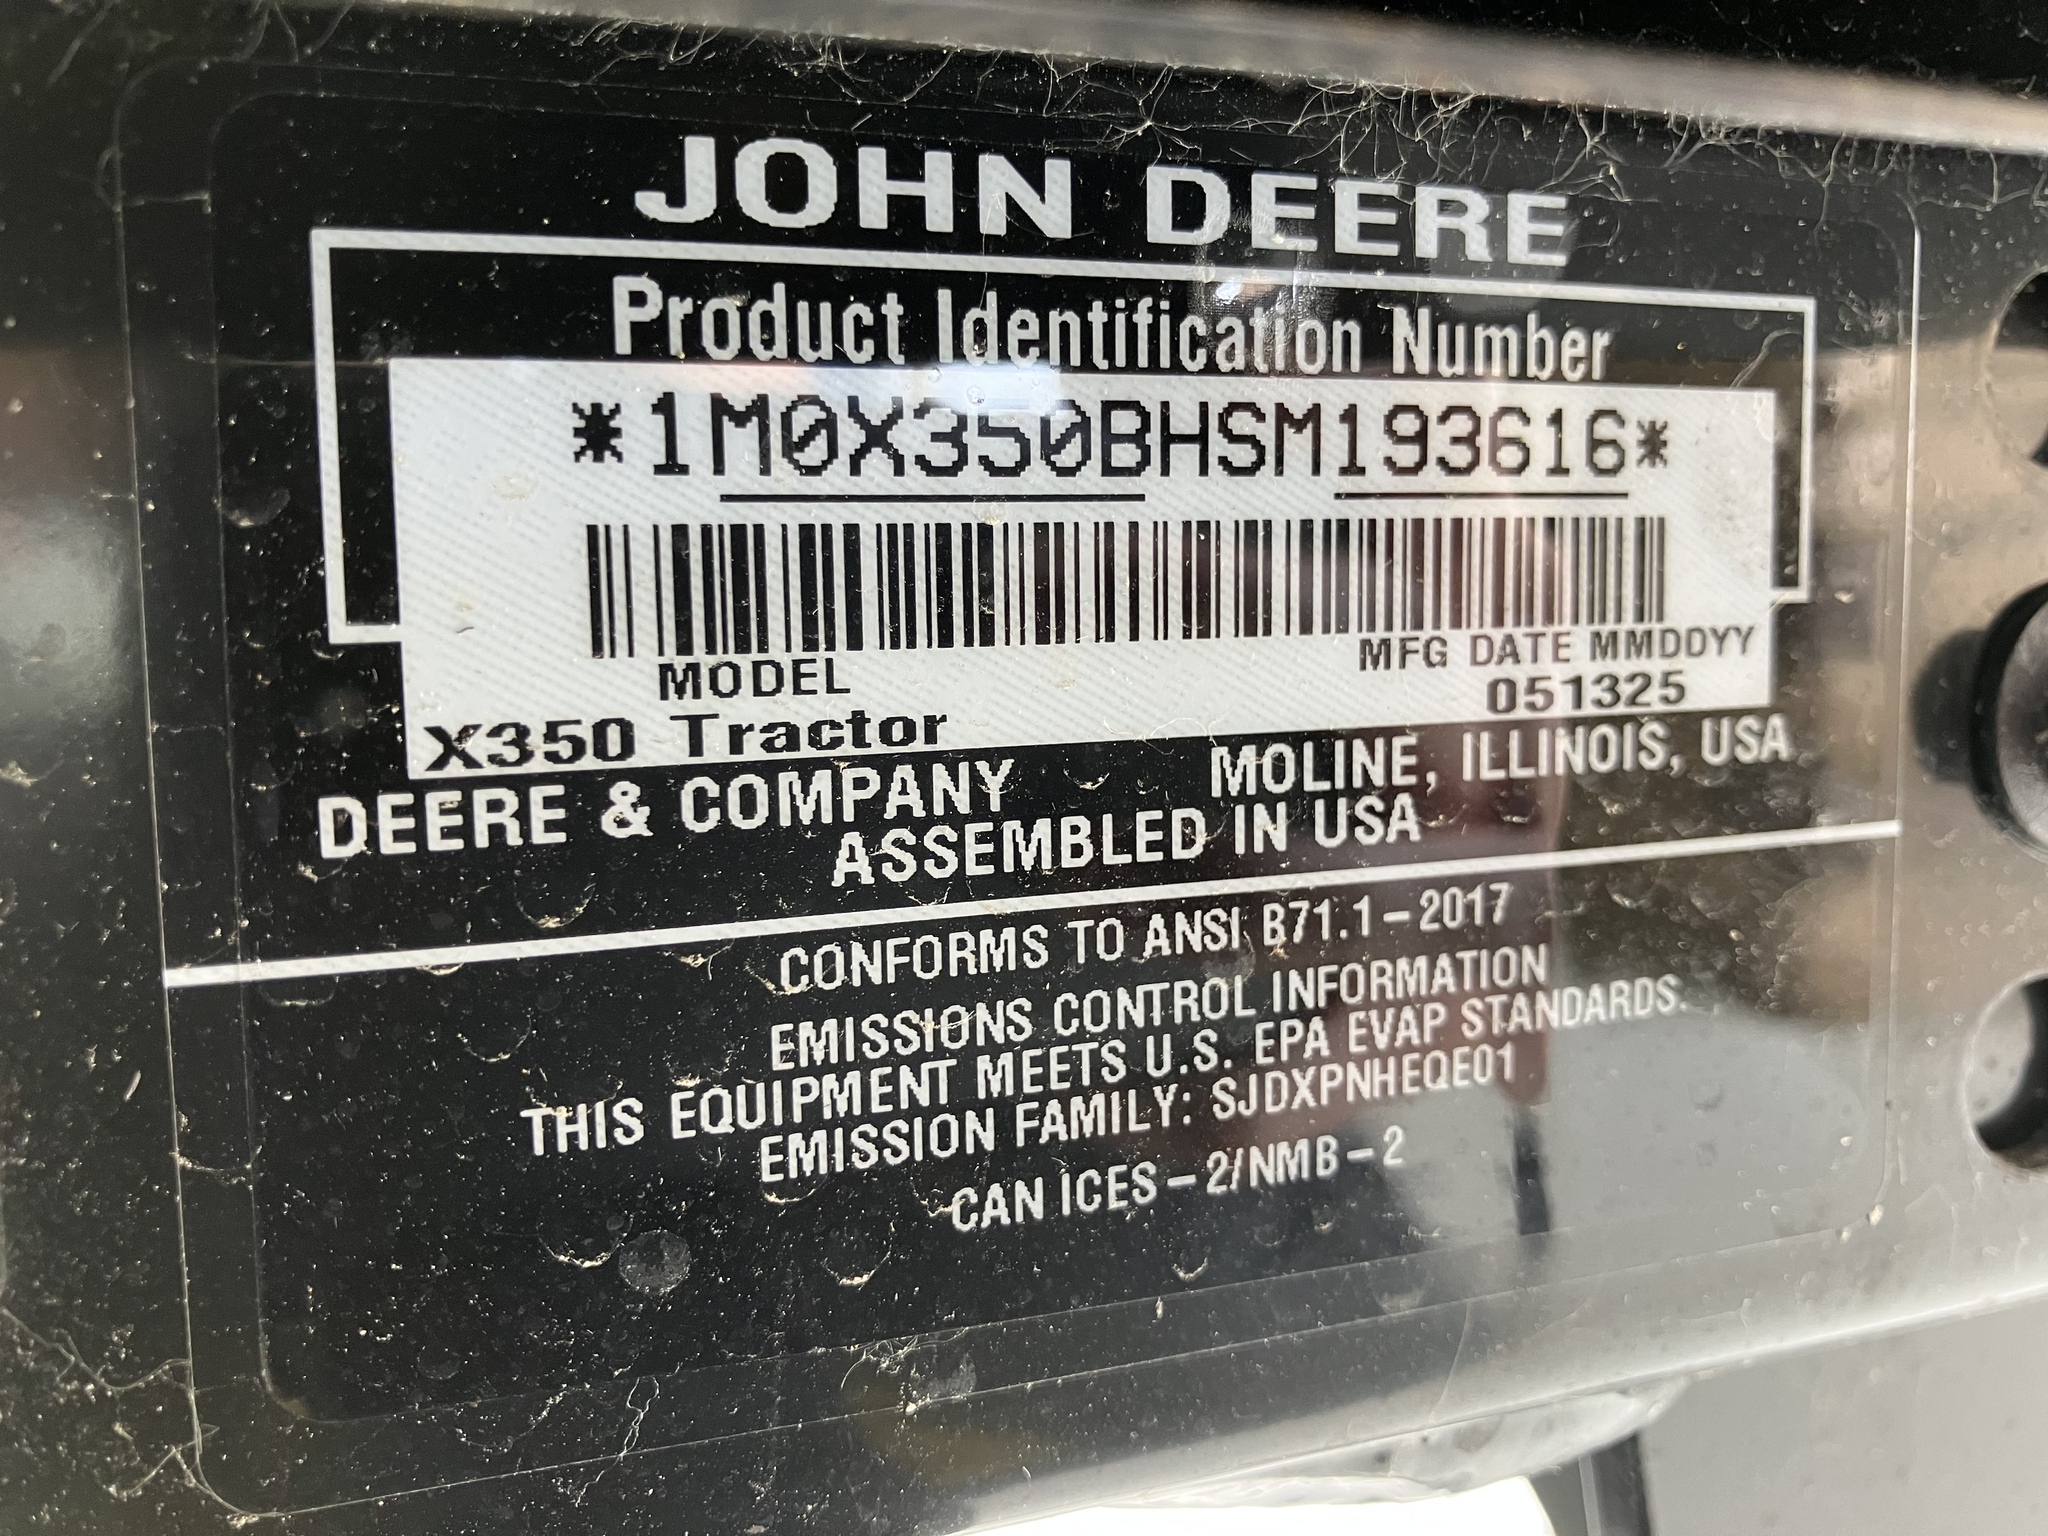 JOHN DEERE
Product Identification Number
*1M0X350BHSM193616*
MODEL
MFG DATE MMDDYY
X350 Tractor
051325
DEERE & COMPANY
MOLINE, ILLINOIS, USA
ASSEMBLED IN USA
CONFORMS TO ANSI B71.1-2017
EMISSIONS CONTROL INFORMATION
THIS EQUIPMENT MEETS U.S. EPA EVAP STANDARDS.
EMISSION FAMILY: SJDXPNHEQE01
CAN ICES-2/NMB-2